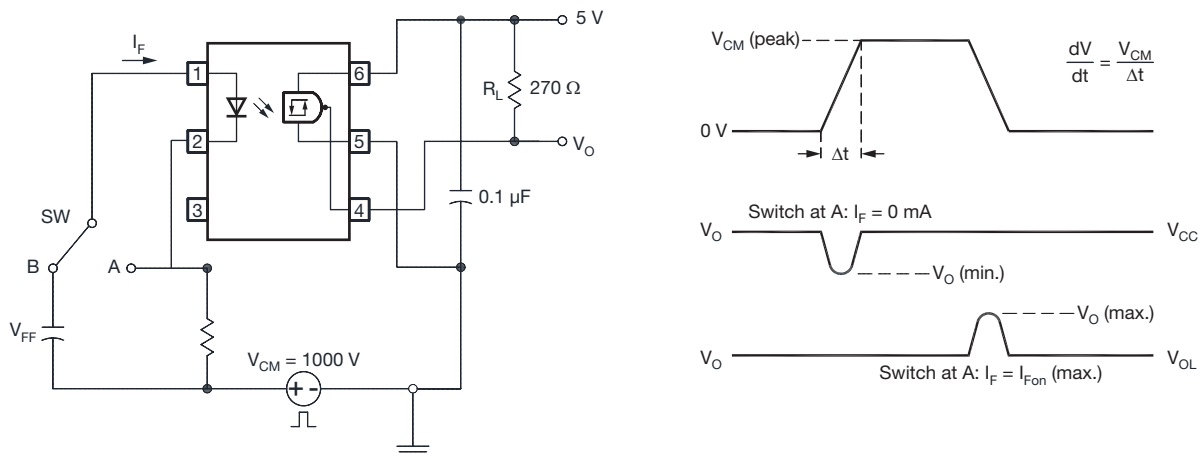 I_F
5 V
1
6
R_L
270 Ω
2
5
V_O
3
4
0.1 µF
SW
B
A
V_FF
V_CM = 1000 V
+ -
V_CM (peak)
dV/dt = V_CM/Δt
0 V
Δt
Switch at A: I_F = 0 mA
V_O
V_CC
V_O (min.)
V_O (max.)
V_O
V_OL
Switch at A: I_F = I_Fon (max.)